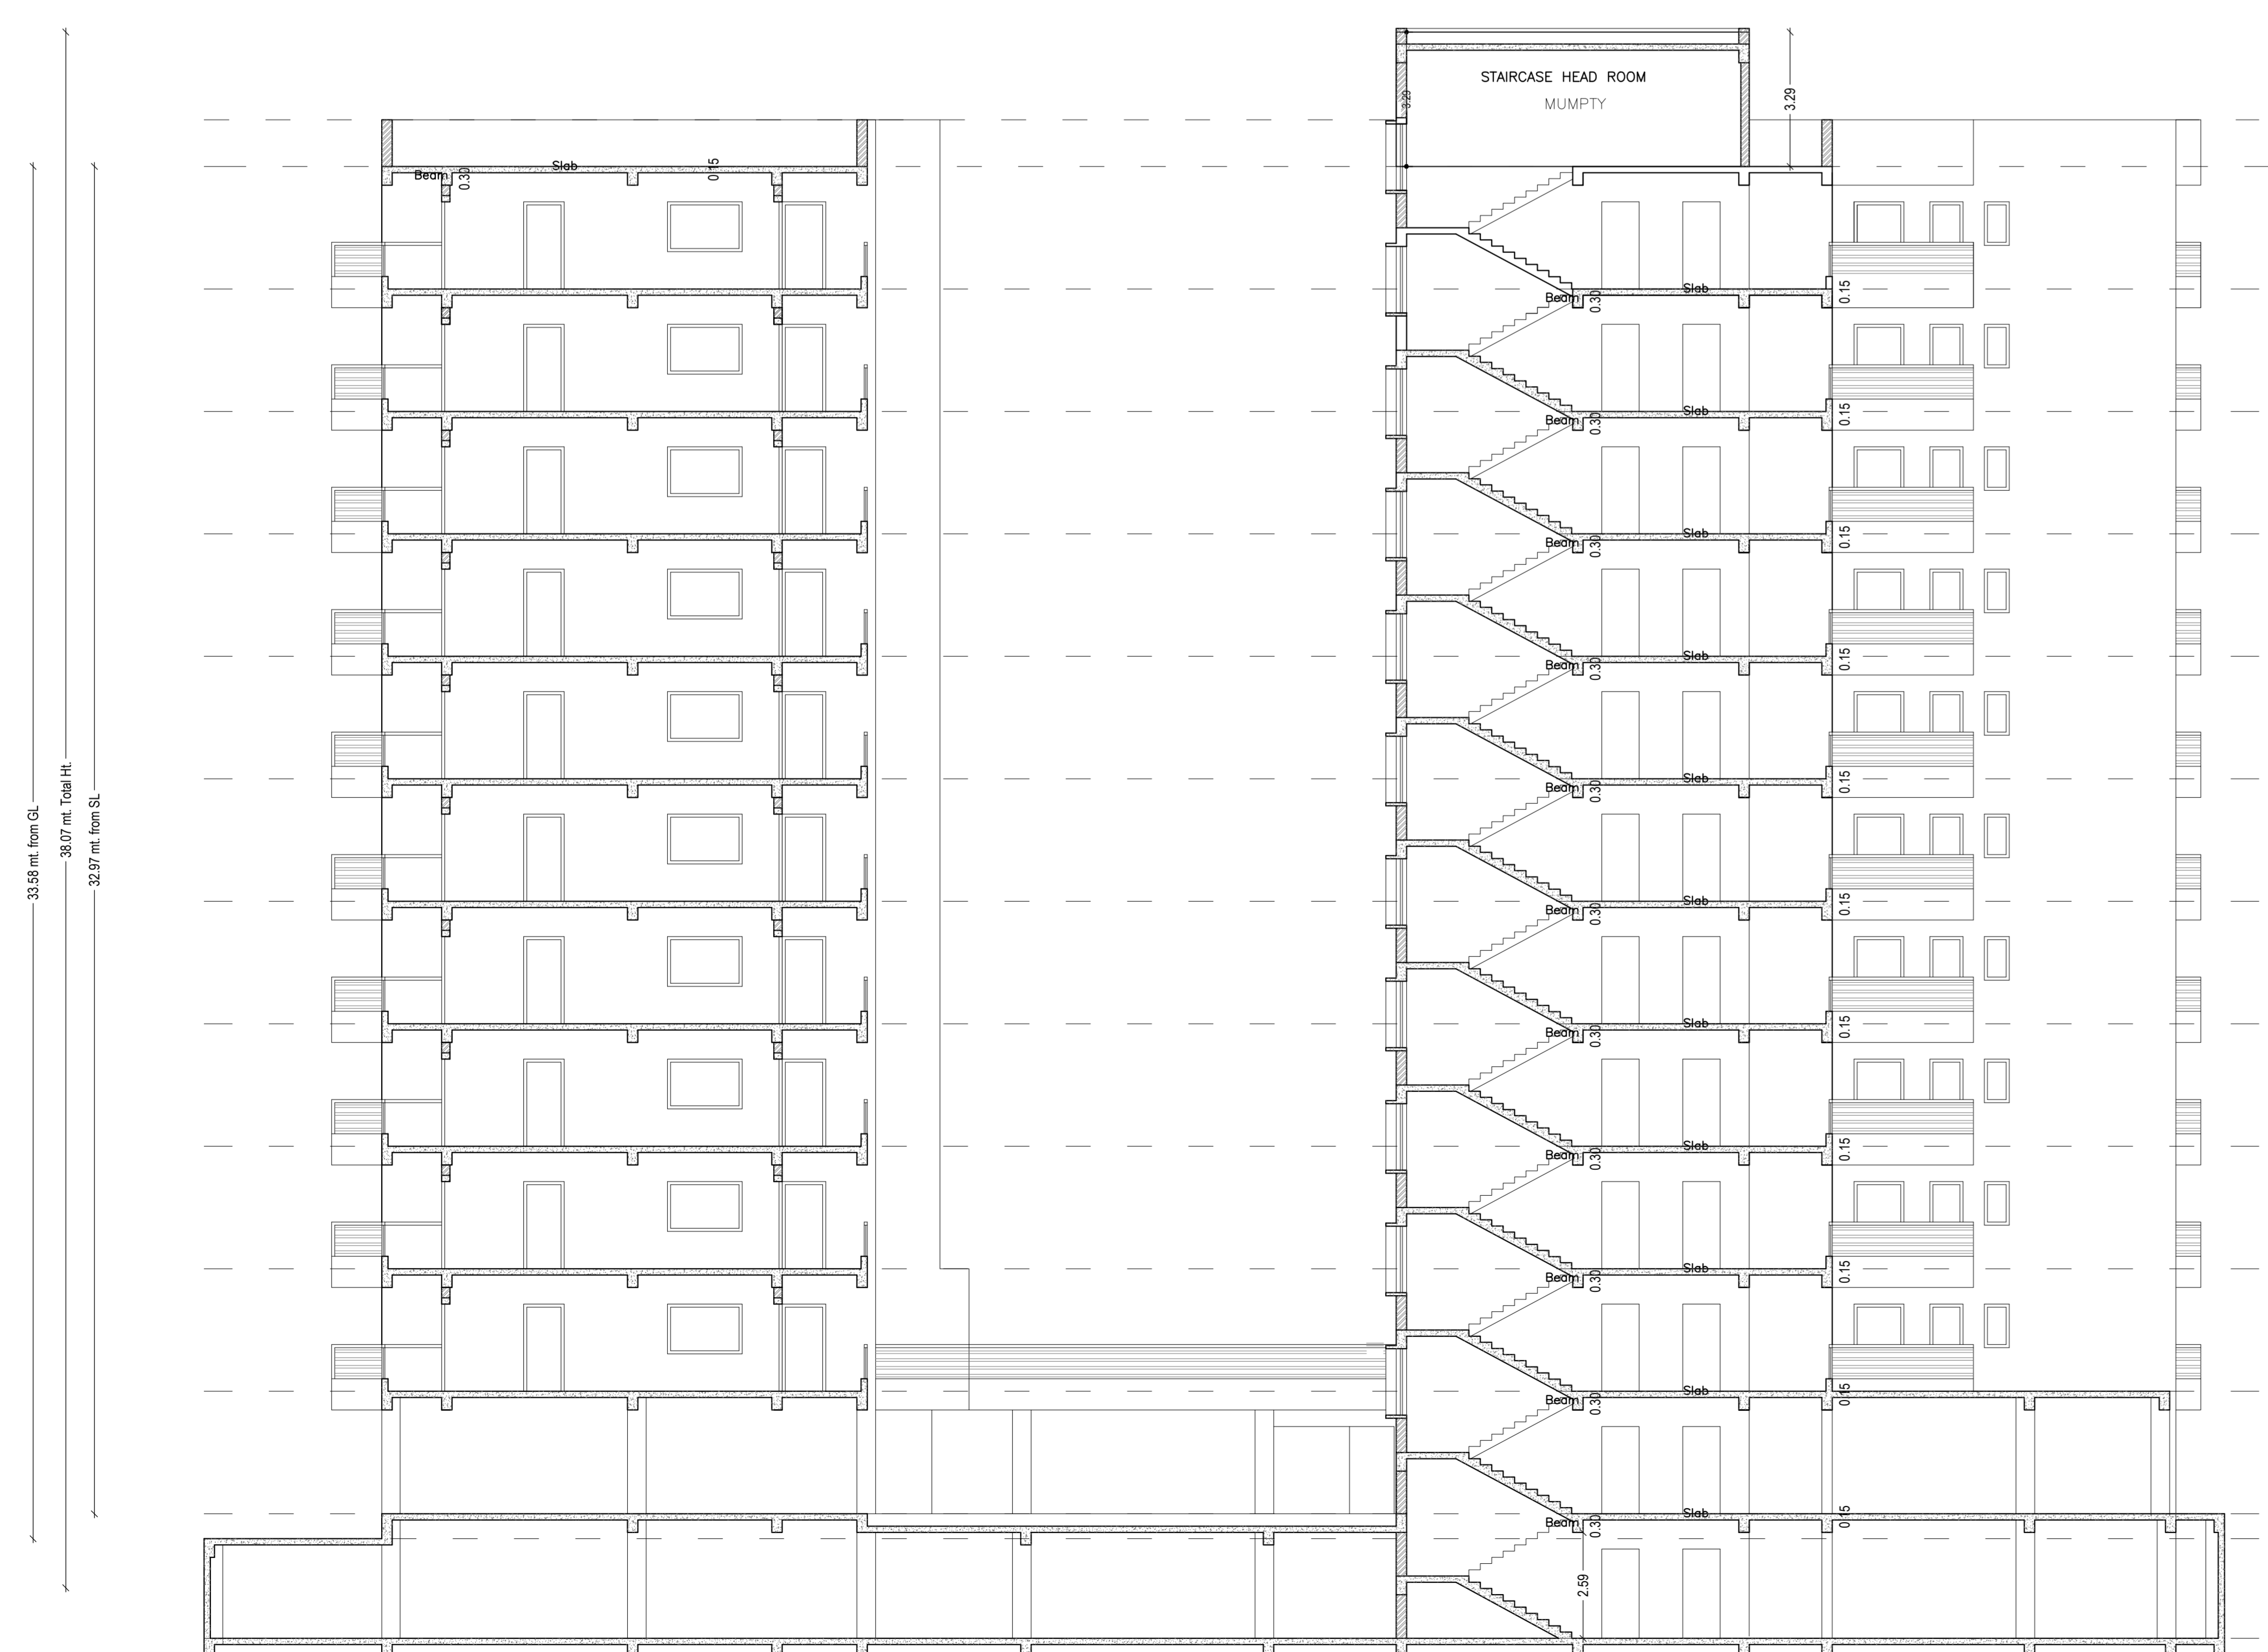 STAIRCASE HEAD ROOM
MUMPTY
3.29
3.29
Slab
0.15
Beam
0.30
Slab
0.15
Beam
0.30
Slab
0.15
Beam
0.30
Slab
0.15
Beam
0.30
Slab
0.15
Beam
0.30
Slab
0.15
Beam
0.30
33.58 mt. from GL
38.07 mt. Total Ht.
32.97 mt. from SL
Slab
0.15
Beam
0.30
Slab
0.15
Beam
0.30
Slab
0.15
Beam
0.30
Slab
0.15
Beam
0.30
Slab
0.15
Beam
0.30
Slab
0.15
Beam
0.30
2.59